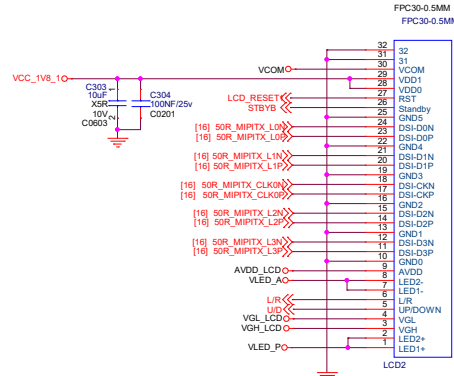 FPC30-0.5MM
FPC30-0.5MM
VCC_1V8_1
C303
10uF
X5R
10V
C0603
1
2
C304
100NF/25v
C0201
32 32
31 31
VCOM 30 VCOM
29 VDD1
28 VDD0
LCD_RESET 27 RST
STBYB 26 Standby
25 GND5
[16] 50R_MIPITX_L0N 24 DSI-D0N
[16] 50R_MIPITX_L0P 23 DSI-D0P
22 GND4
[16] 50R_MIPITX_L1N 21 DSI-D1N
[16] 50R_MIPITX_L1P 20 DSI-D1P
19 GND3
[16] 50R_MIPITX_CLK0N 18 DSI-CKN
[16] 50R_MIPITX_CLK0P 17 DSI-CKP
16 GND2
[16] 50R_MIPITX_L2N 15 DSI-D2N
[16] 50R_MIPITX_L2P 14 DSI-D2P
13 GND1
[16] 50R_MIPITX_L3N 12 DSI-D3N
[16] 50R_MIPITX_L3P 11 DSI-D3P
10 GND0
AVDD_LCD 9 AVDD
VLED_A 8 LED2-
7 LED1-
L/R 6 L/R
U/D 5 UP/DOWN
VGL_LCD 4 VGL
VGH_LCD 3 VGH
2 LED2+
VLED_P 1 LED1+
LCD2